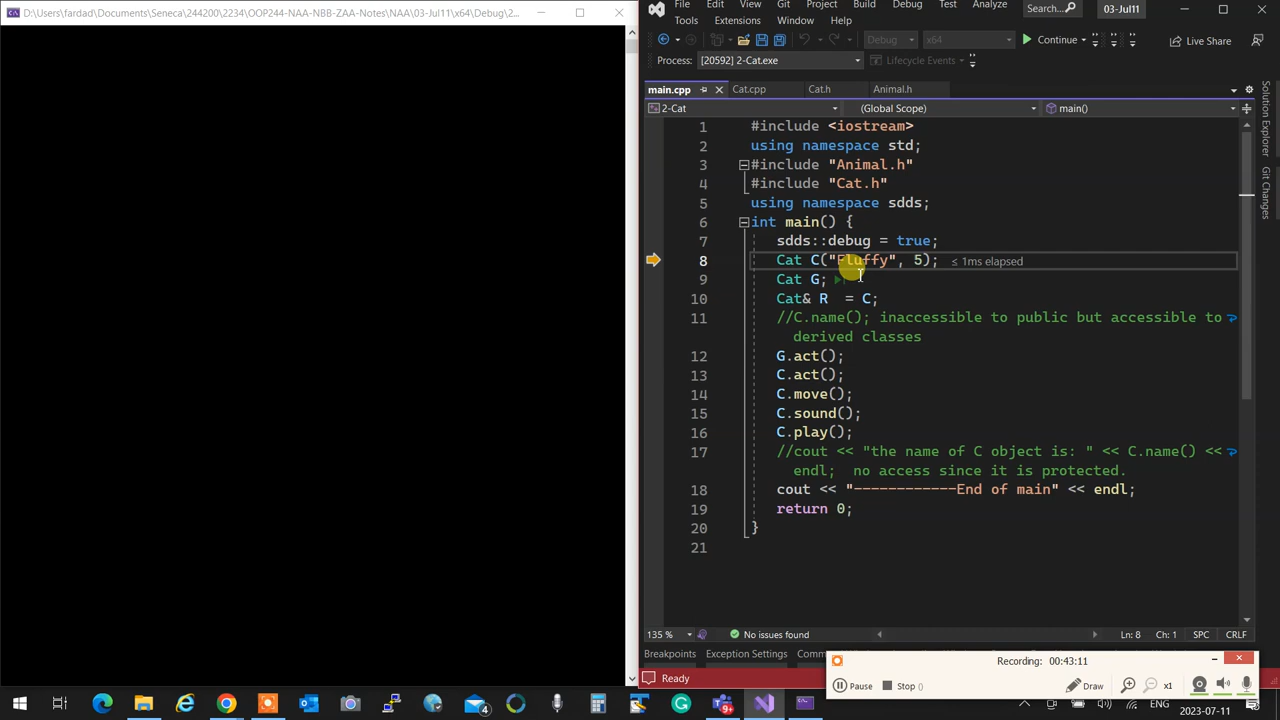 D:\Users\fardad\Documents\Seneca\244200\2234\OOP244-NAA-NBB-ZAA-Notes\NAA\03-Jul11\x64\Debug\2...
File Edit View Git Project Build Debug Test Analyze
Tools Extensions Window Help
Search...
03-Jul11
Debug
x64
Continue
Live Share
Process: [20592] 2-Cat.exe
Lifecycle Events
main.cpp
Cat.cpp
Cat.h
Animal.h
2-Cat
(Global Scope)
main()
Solution Explorer
Git Changes
1 #include <iostream>
2 using namespace std;
3 #include "Animal.h"
4 #include "Cat.h"
5 using namespace sdds;
6 int main() {
7 sdds::debug = true;
8 Cat C("Fluffy", 5); ≤ 1ms elapsed
9 Cat G;
10 Cat& R  = C;
11 //C.name(); inaccessible to public but accessible to
derived classes
12 G.act();
13 C.act();
14 C.move();
15 C.sound();
16 C.play();
17 //cout << "the name of C object is: " << C.name() <<
endl;  no access since it is protected.
18 cout << "------------End of main" << endl;
19 return 0;
20 }
21
135 %
No issues found
Ln: 8
Ch: 1
SPC
CRLF
Breakpoints
Exception Settings
Ready
Recording: 00:43:11
Pause
Stop
Draw
x1
ENG
2023-07-11